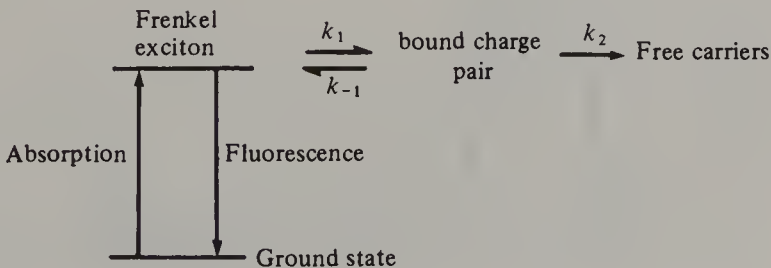 Frenkel
exciton
k₁
k₋₁
bound charge
pair
k₂
Free carriers
Absorption
Fluorescence
Ground state